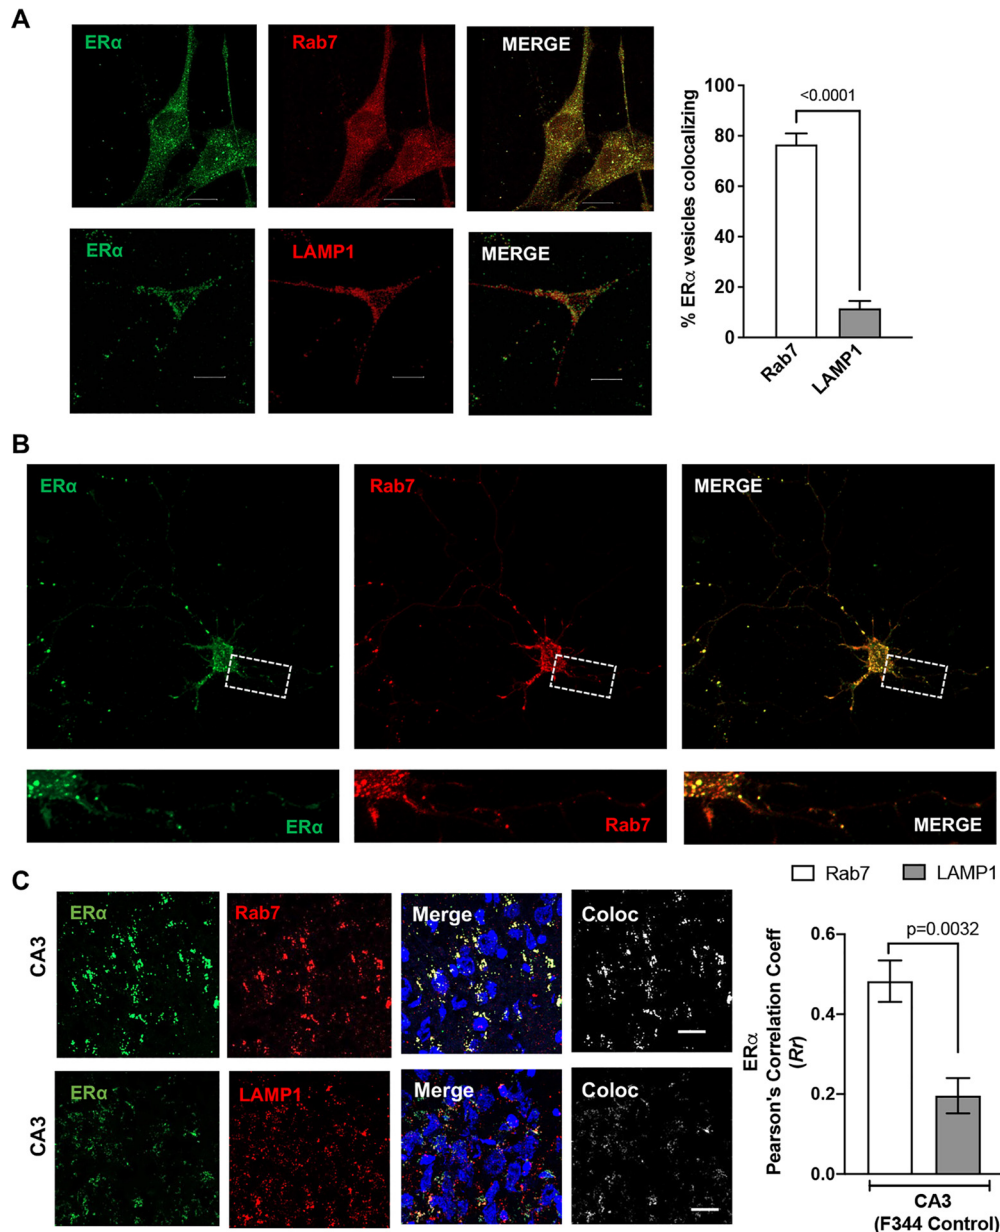 A
ERα
Rab7
MERGE
ERα
LAMP1
MERGE
% ERα vesicles colocalizing
100
80
60
40
20
0
<0.0001
Rab7
LAMP1
B
ERα
Rab7
MERGE
ERα
Rab7
MERGE
C
CA3
ERα
Rab7
Merge
Coloc
CA3
ERα
LAMP1
Merge
Coloc
Rab7
LAMP1
ERα
Pearson's Correlation Coeff
(Rr)
0.6
0.4
0.2
0.0
p=0.0032
CA3
(F344 Control)